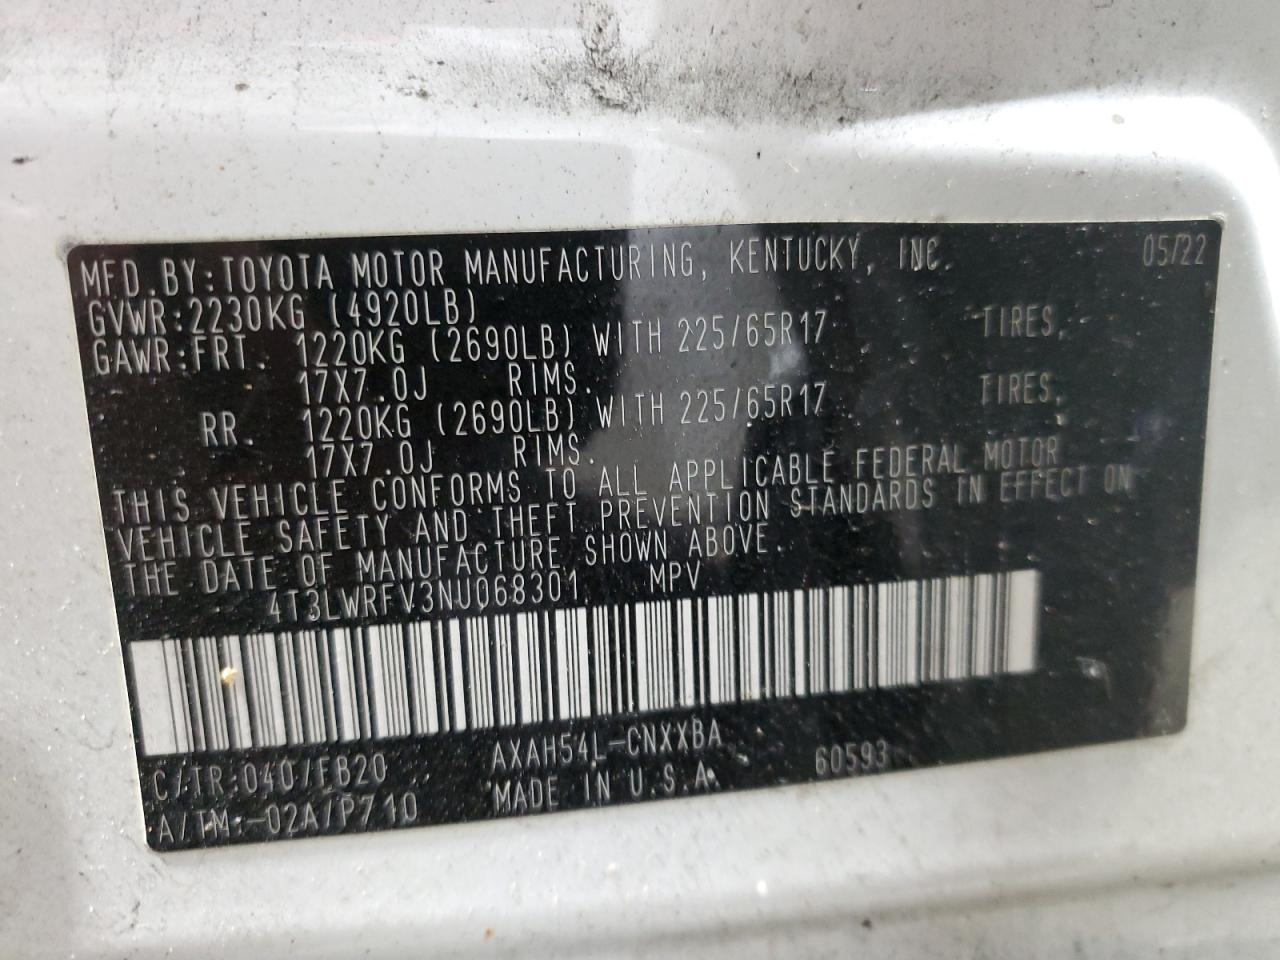 MFD.BY:TOYOTA MOTOR MANUFACTURING, KENTUCKY, INC. 05/22
GVWR:2230KG (4920LB)
GAWR:FRT. 1220KG (2690LB) WITH 225/65R17 TIRES,
17X7.0J RIMS.
RR. 1220KG (2690LB) WITH 225/65R17 TIRES,
17X7.0J RIMS.
THIS VEHICLE CONFORMS TO ALL APPLICABLE FEDERAL MOTOR
VEHICLE SAFETY AND THEFT PREVENTION STANDARDS IN EFFECT ON
THE DATE OF MANUFACTURE SHOWN ABOVE.
4T3LWRFV3NU068301 MPV
C/TR:040/FB20 AXAH54L-CNXXBA 60593
A/TM:-02A/P710 MADE IN U.S.A.